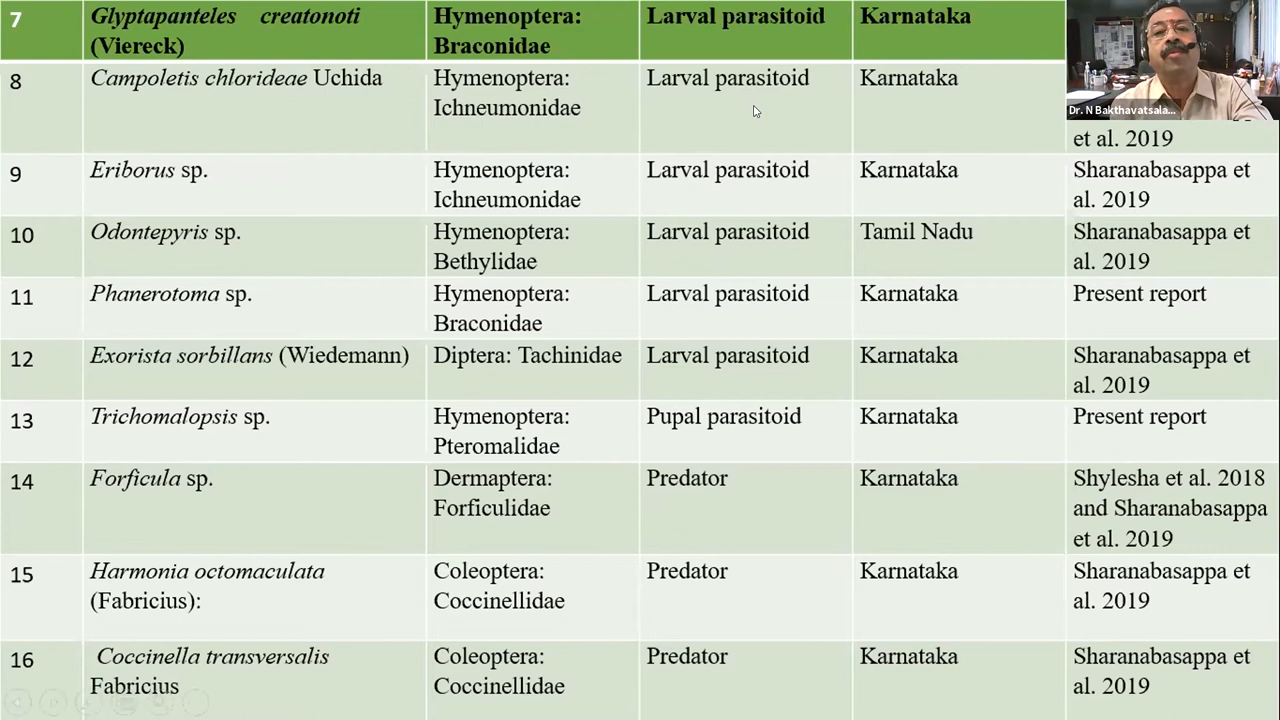 7 Glyptapanteles creatonoti Hymenoptera: Larval parasitoid Karnataka
(Viereck) Braconidae
Dr. N Bakthavatsala...
8 Campoletis chlorideae Uchida Hymenoptera: Larval parasitoid Karnataka
Ichneumonidae
et al. 2019
9 Eriborus sp. Hymenoptera: Larval parasitoid Karnataka Sharanabasappa et
Ichneumonidae al. 2019
10 Odontepyris sp. Hymenoptera: Larval parasitoid Tamil Nadu Sharanabasappa et
Bethylidae al. 2019
11 Phanerotoma sp. Hymenoptera: Larval parasitoid Karnataka Present report
Braconidae
12 Exorista sorbillans (Wiedemann) Diptera: Tachinidae Larval parasitoid Karnataka Sharanabasappa et
al. 2019
13 Trichomalopsis sp. Hymenoptera: Pupal parasitoid Karnataka Present report
Pteromalidae
14 Forficula sp. Dermaptera: Predator Karnataka Shylesha et al. 2018
Forficulidae and Sharanabasappa
et al. 2019
15 Harmonia octomaculata Coleoptera: Predator Karnataka Sharanabasappa et
(Fabricius): Coccinellidae al. 2019
16 Coccinella transversalis Coleoptera: Predator Karnataka Sharanabasappa et
Fabricius Coccinellidae al. 2019